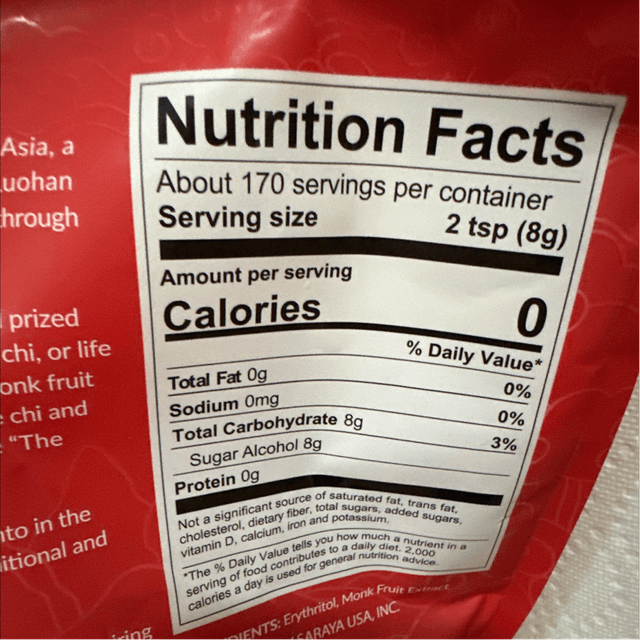 Asia, a
Luohan
through
prized
chi, or life
onk fruit
chi and
"The
nto in the
itional and
iring
Nutrition Facts
About 170 servings per container
Serving size 2 tsp (8g)
Amount per serving
Calories 0
% Daily Value*
Total Fat 0g 0%
Sodium 0mg 0%
Total Carbohydrate 8g 3%
Sugar Alcohol 8g
Protein 0g
Not a significant source of saturated fat, trans fat,
cholesterol, dietary fiber, total sugars, added sugars,
vitamin D, calcium, iron and potassium.
*The % Daily Value tells you how much a nutrient in a
serving of food contributes to a daily diet. 2,000
calories a day is used for general nutrition advice.
DIENTS: Erythritol, Monk Fruit Extract
SARAYA USA, INC.